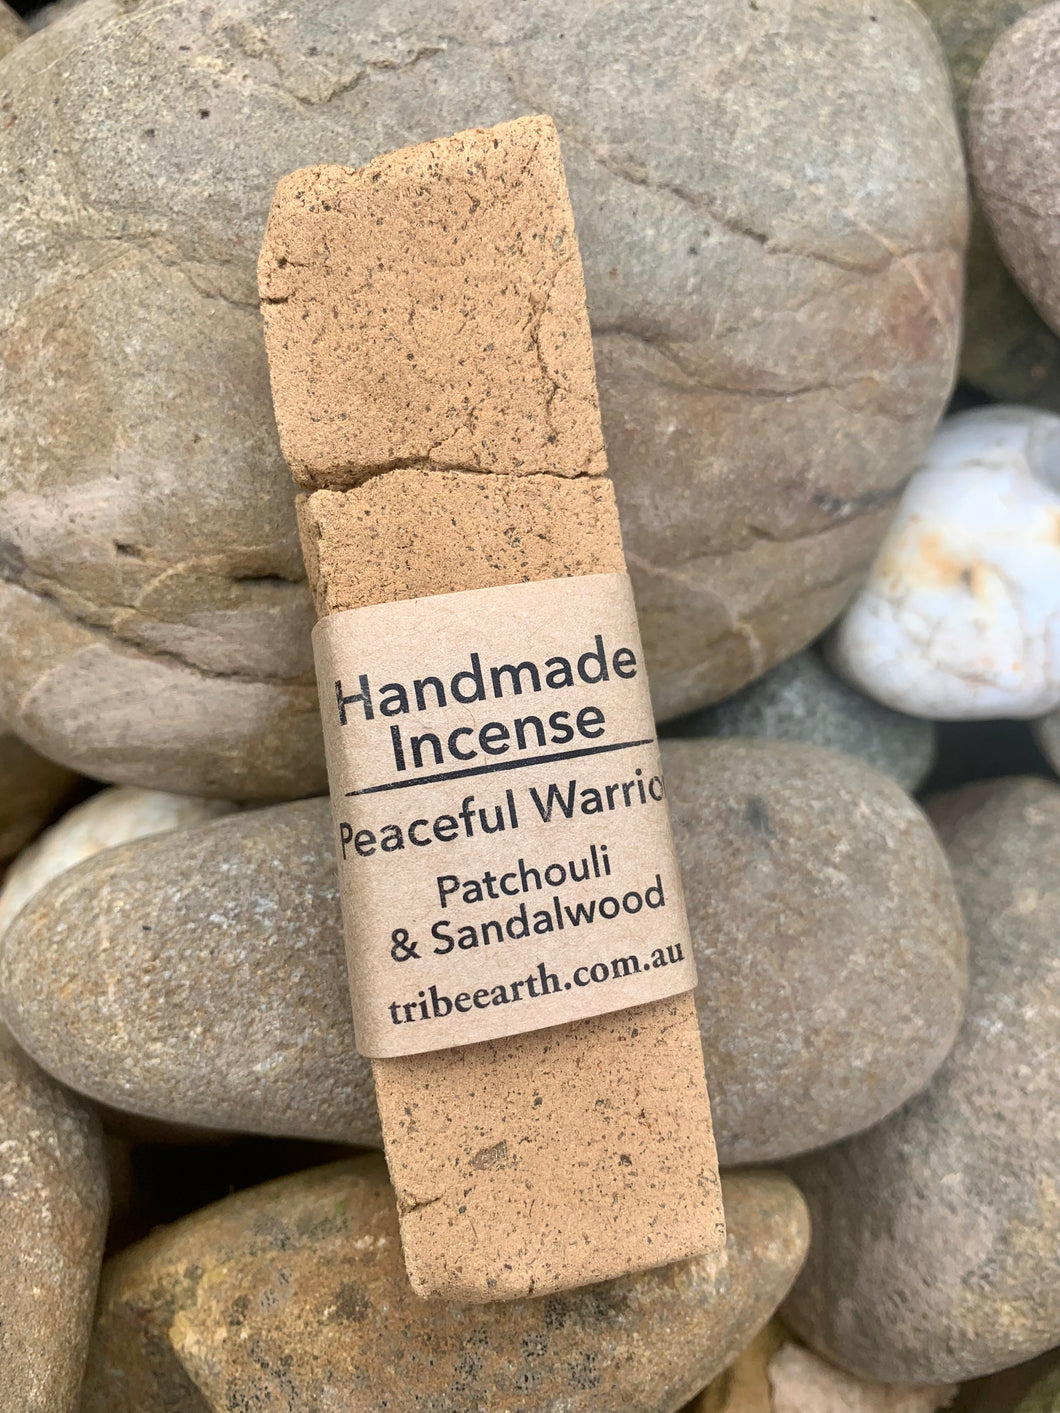 Handmade
Incense
Peaceful Warrio
Patchouli
& Sandalwood
tribeearth.com.au